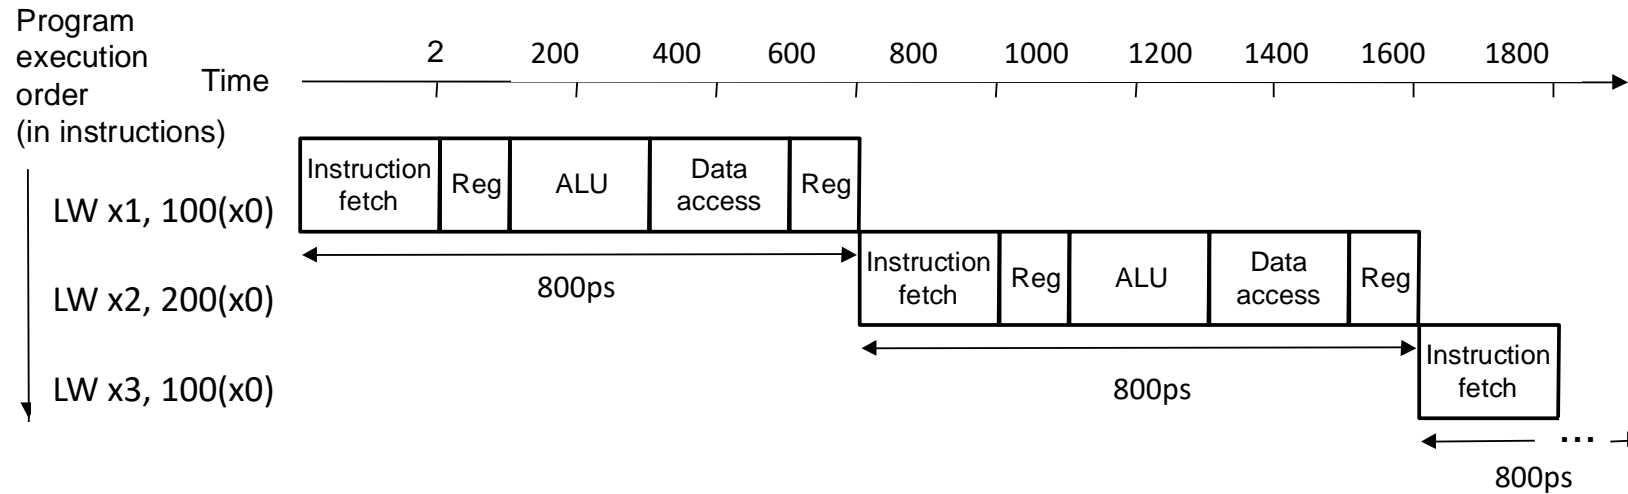 Program
execution
order
(in instructions)
Time
2 200 400 600 800 1000 1200 1400 1600 1800
LW x1, 100(x0)
Instruction
fetch
Reg
ALU
Data
access
Reg
800ps
LW x2, 200(x0)
Instruction
fetch
Reg
ALU
Data
access
Reg
800ps
LW x3, 100(x0)
Instruction
fetch
...
800ps